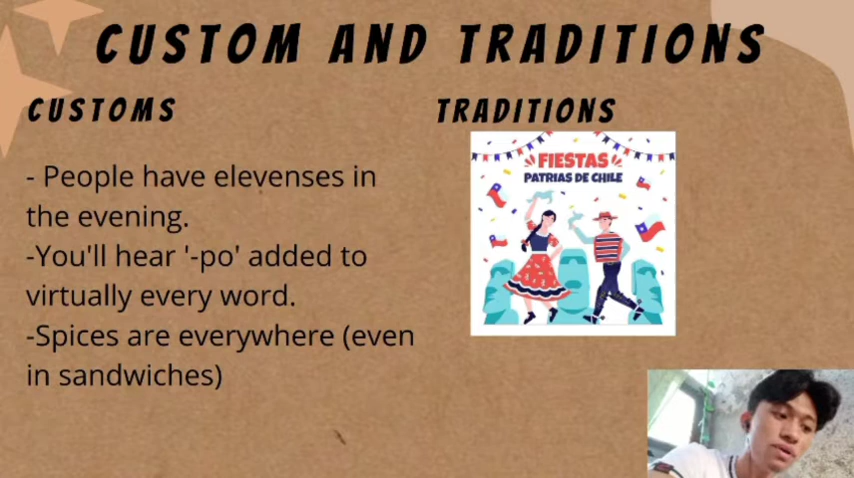 CUSTOM AND TRADITIONS
CUSTOMS
- People have elevenses in
the evening.
-You'll hear '-po' added to
virtually every word.
-Spices are everywhere (even
in sandwiches)
TRADITIONS
FIESTAS
PATRIAS DE CHILE